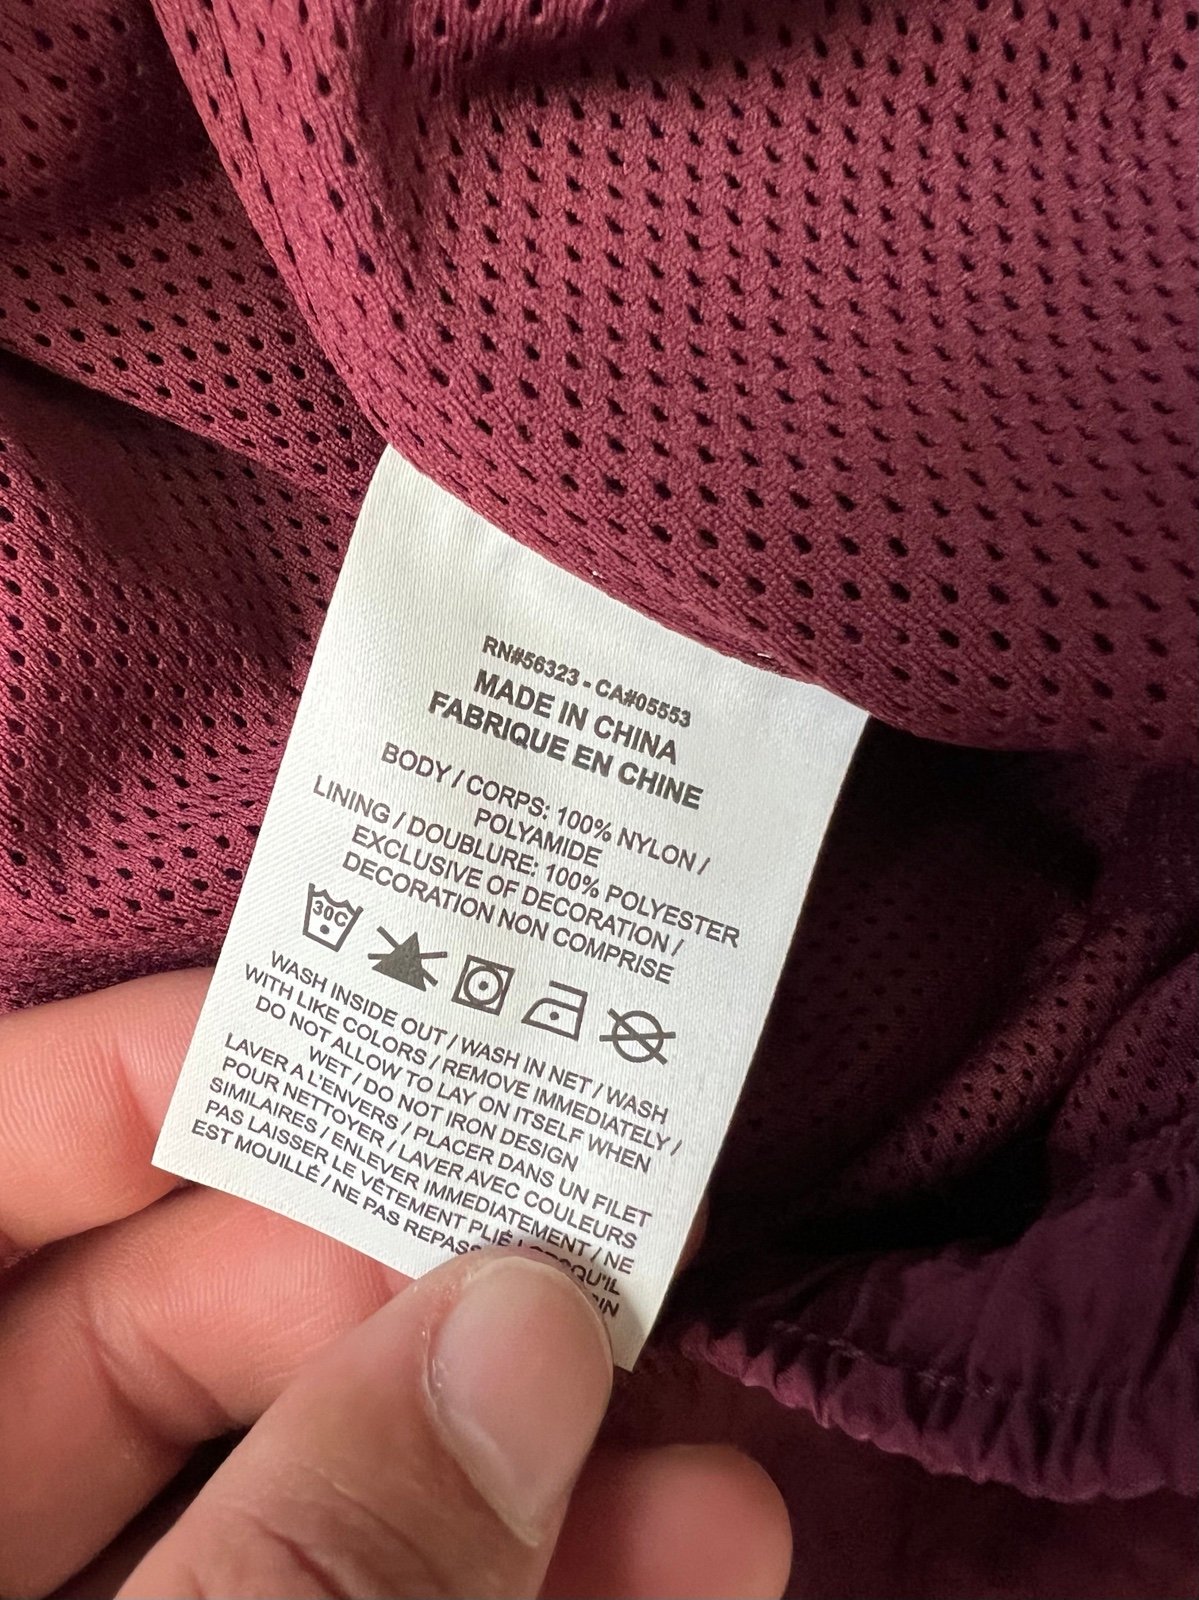 RN#56323 - CA#05553
MADE IN CHINA
FABRIQUE EN CHINE
BODY / CORPS: 100% NYLON /
POLYAMIDE
LINING / DOUBLURE: 100% POLYESTER
EXCLUSIVE OF DECORATION /
DECORATION NON COMPRISE
30C
WASH INSIDE OUT / WASH IN NET / WASH
WITH LIKE COLORS / REMOVE IMMEDIATELY /
DO NOT ALLOW TO LAY ON ITSELF WHEN
WET / DO NOT IRON DESIGN
LAVER A L'ENVERS / PLACER DANS UN FILET
POUR NETTOYER / LAVER AVEC COULEURS
SIMILAIRES / ENLEVER IMMEDIATEMENT / NE
PAS LAISSER LE VÊTEMENT PLIÉ
EST MOUILLÉ / NE PAS